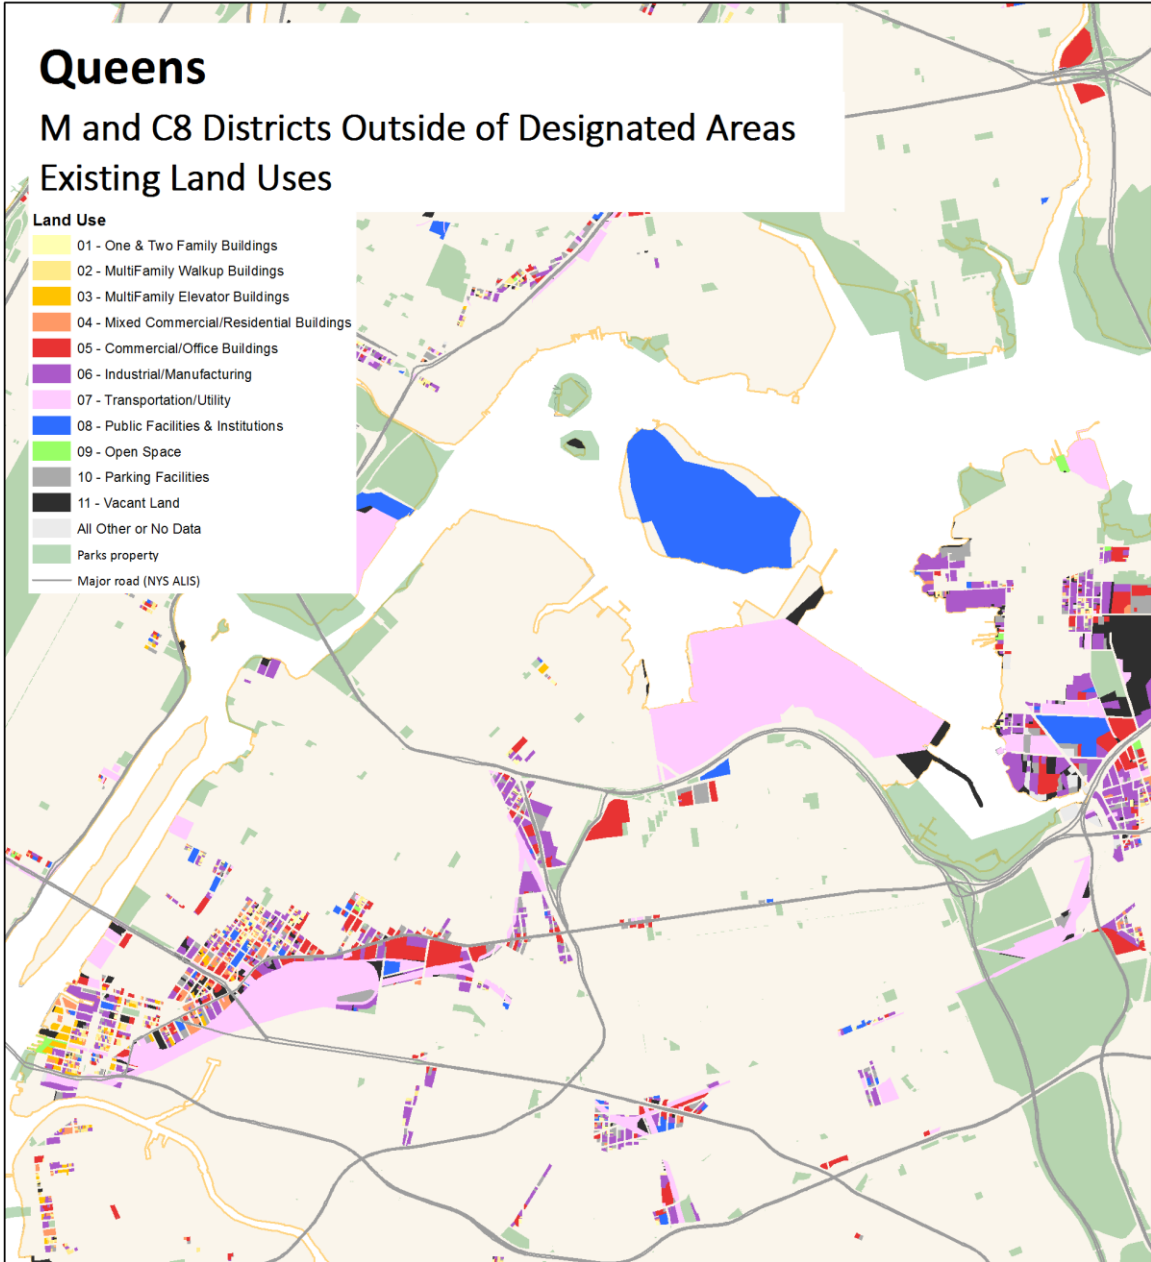 Queens
M and C8 Districts Outside of Designated Areas
Existing Land Uses
Land Use
01 - One & Two Family Buildings
02 - MultiFamily Walkup Buildings
03 - MultiFamily Elevator Buildings
04 - Mixed Commercial/Residential Buildings
05 - Commercial/Office Buildings
06 - Industrial/Manufacturing
07 - Transportation/Utility
08 - Public Facilities & Institutions
09 - Open Space
10 - Parking Facilities
11 - Vacant Land
All Other or No Data
Parks property
Major road (NYS ALIS)